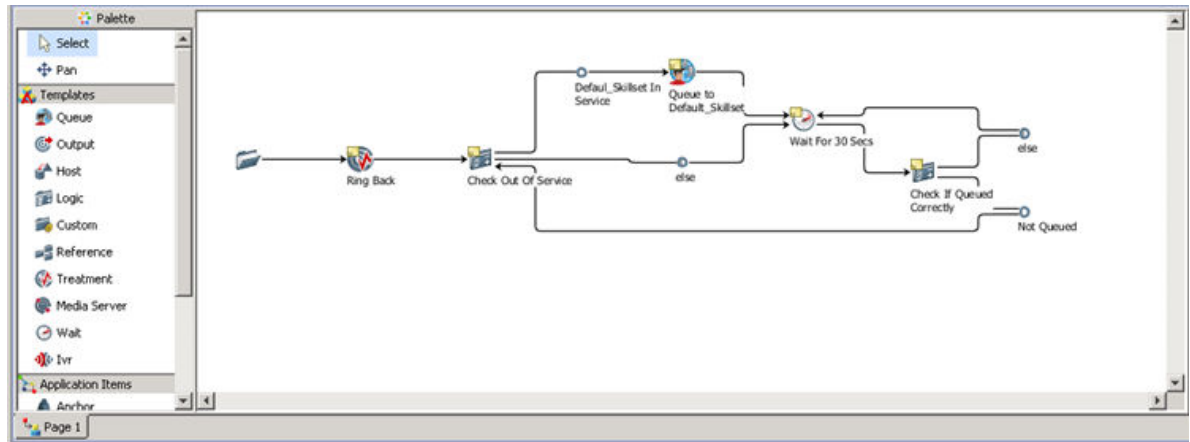 Palette
Select
Pan
Templates
Queue
Output
Host
Logic
Custom
Reference
Treatment
Media Server
Wait
Ivr
Application Items
Anchor
Page 1
Ring Back
Check Out Of Service
Defaul_Skillset In
Service
Queue to
Default_Skillset
else
Wait For 30 Secs
Check If Queued
Correctly
else
Not Queued